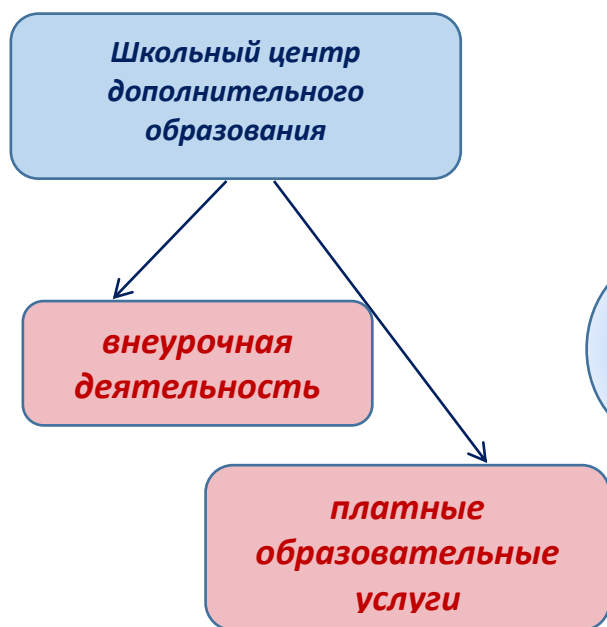 Школьный центр
дополнительного
образования
внеурочная
деятельность
платные
образовательные
услуги